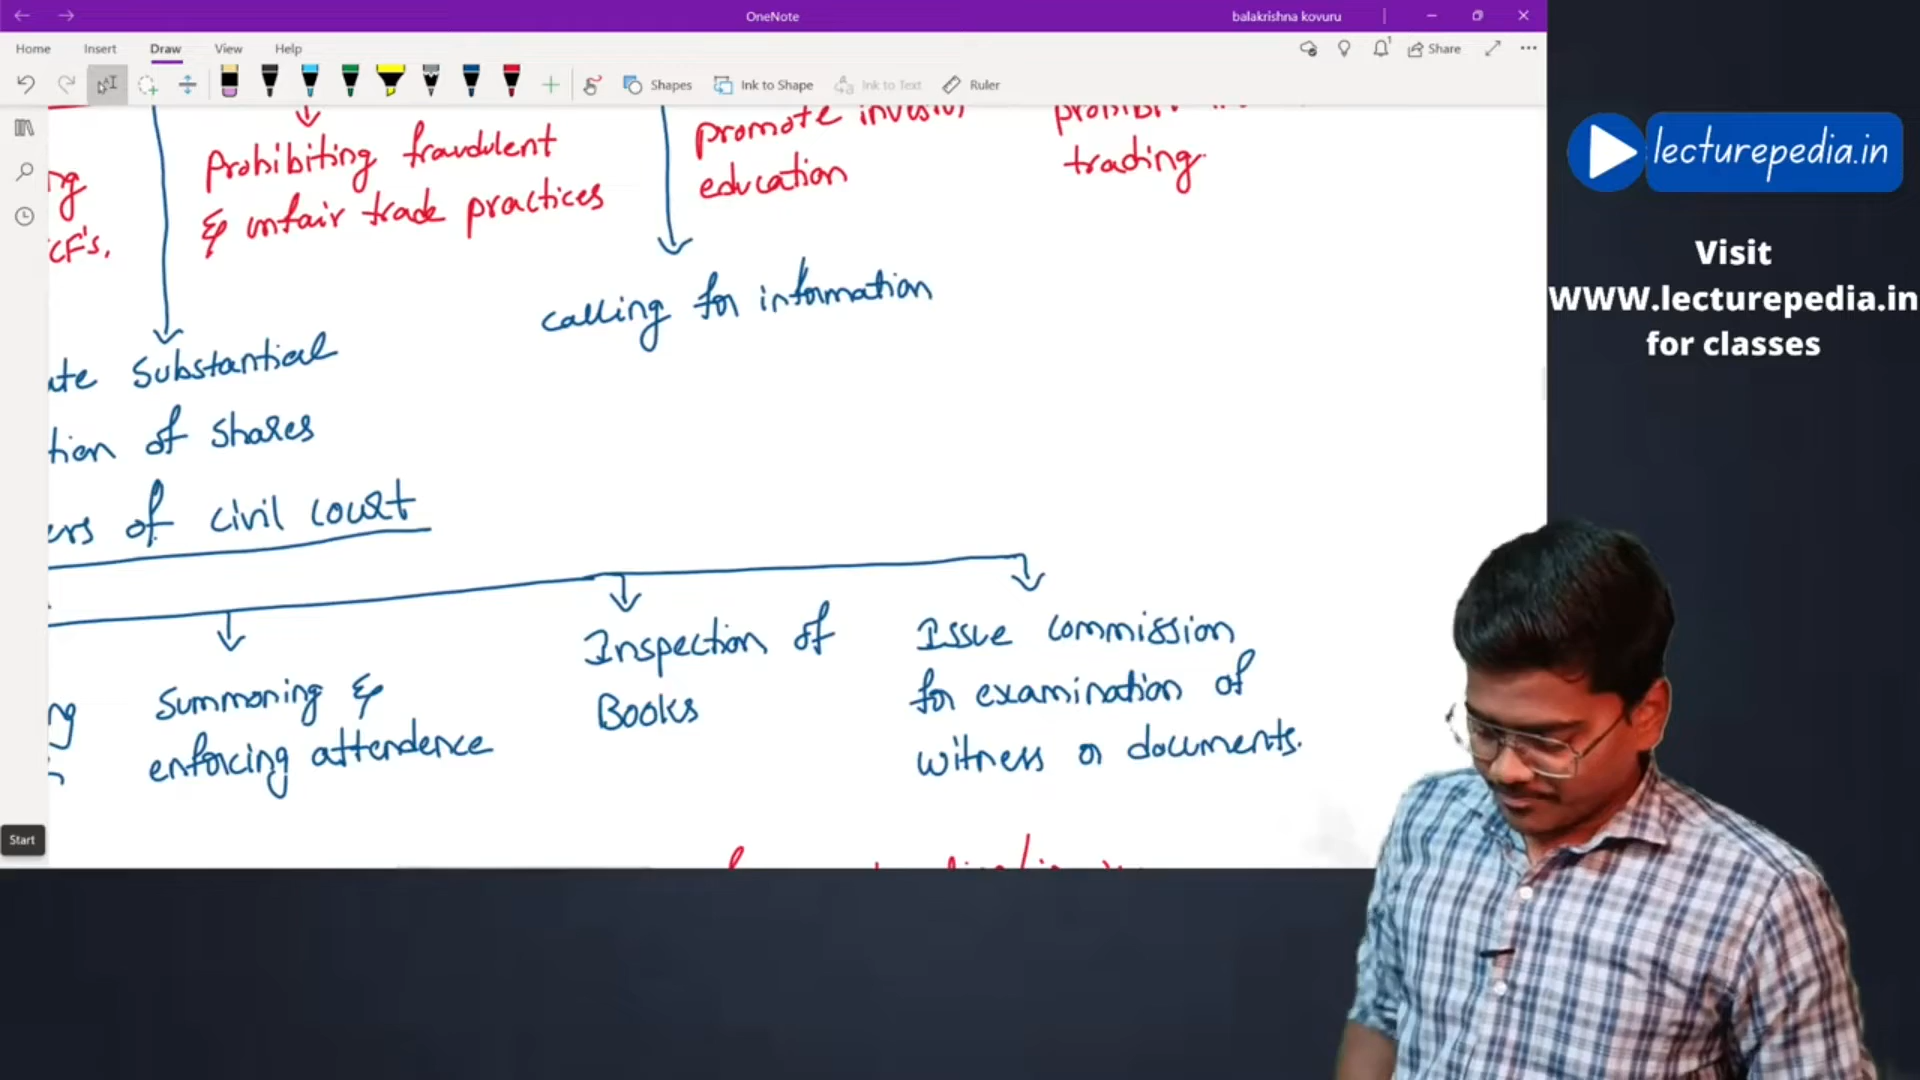 OneNote
balakrishna kovuru
Home Insert Draw View Help
1
Share
Shapes Ink to Shape Ink to Text Ruler
lecturepedia.in
Visit
WWW.lecturepedia.in
for classes
promote
education
trading
Prohibiting fraudulent
& unfair trade practices
CF's.
calling for information
Substantial
of shares
of civil court
Summoning &
enforcing attendence
Inspection of
Books
Issue commission
for examination of
witness or documents.
Start